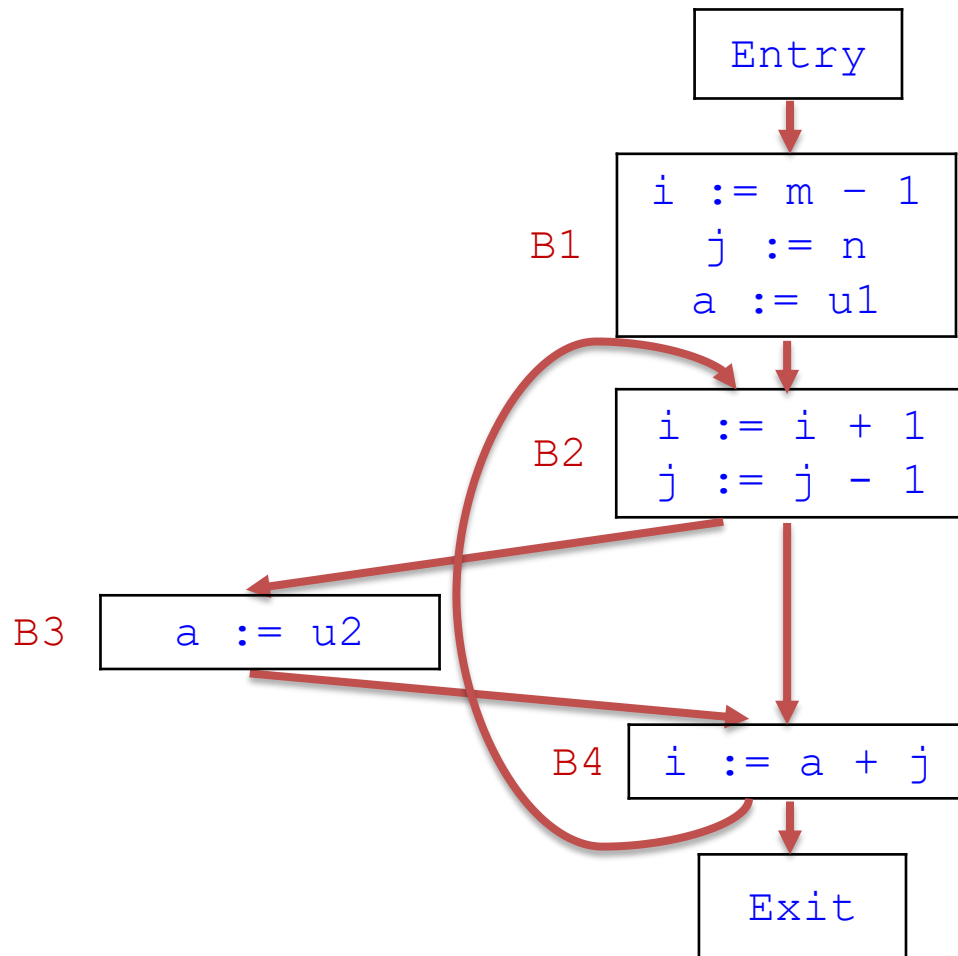 Entry
i := m – 1
B1
j := n
a := u1
i := i + 1
B2
j := j - 1
B3
a := u2
B4
i := a + j
Exit